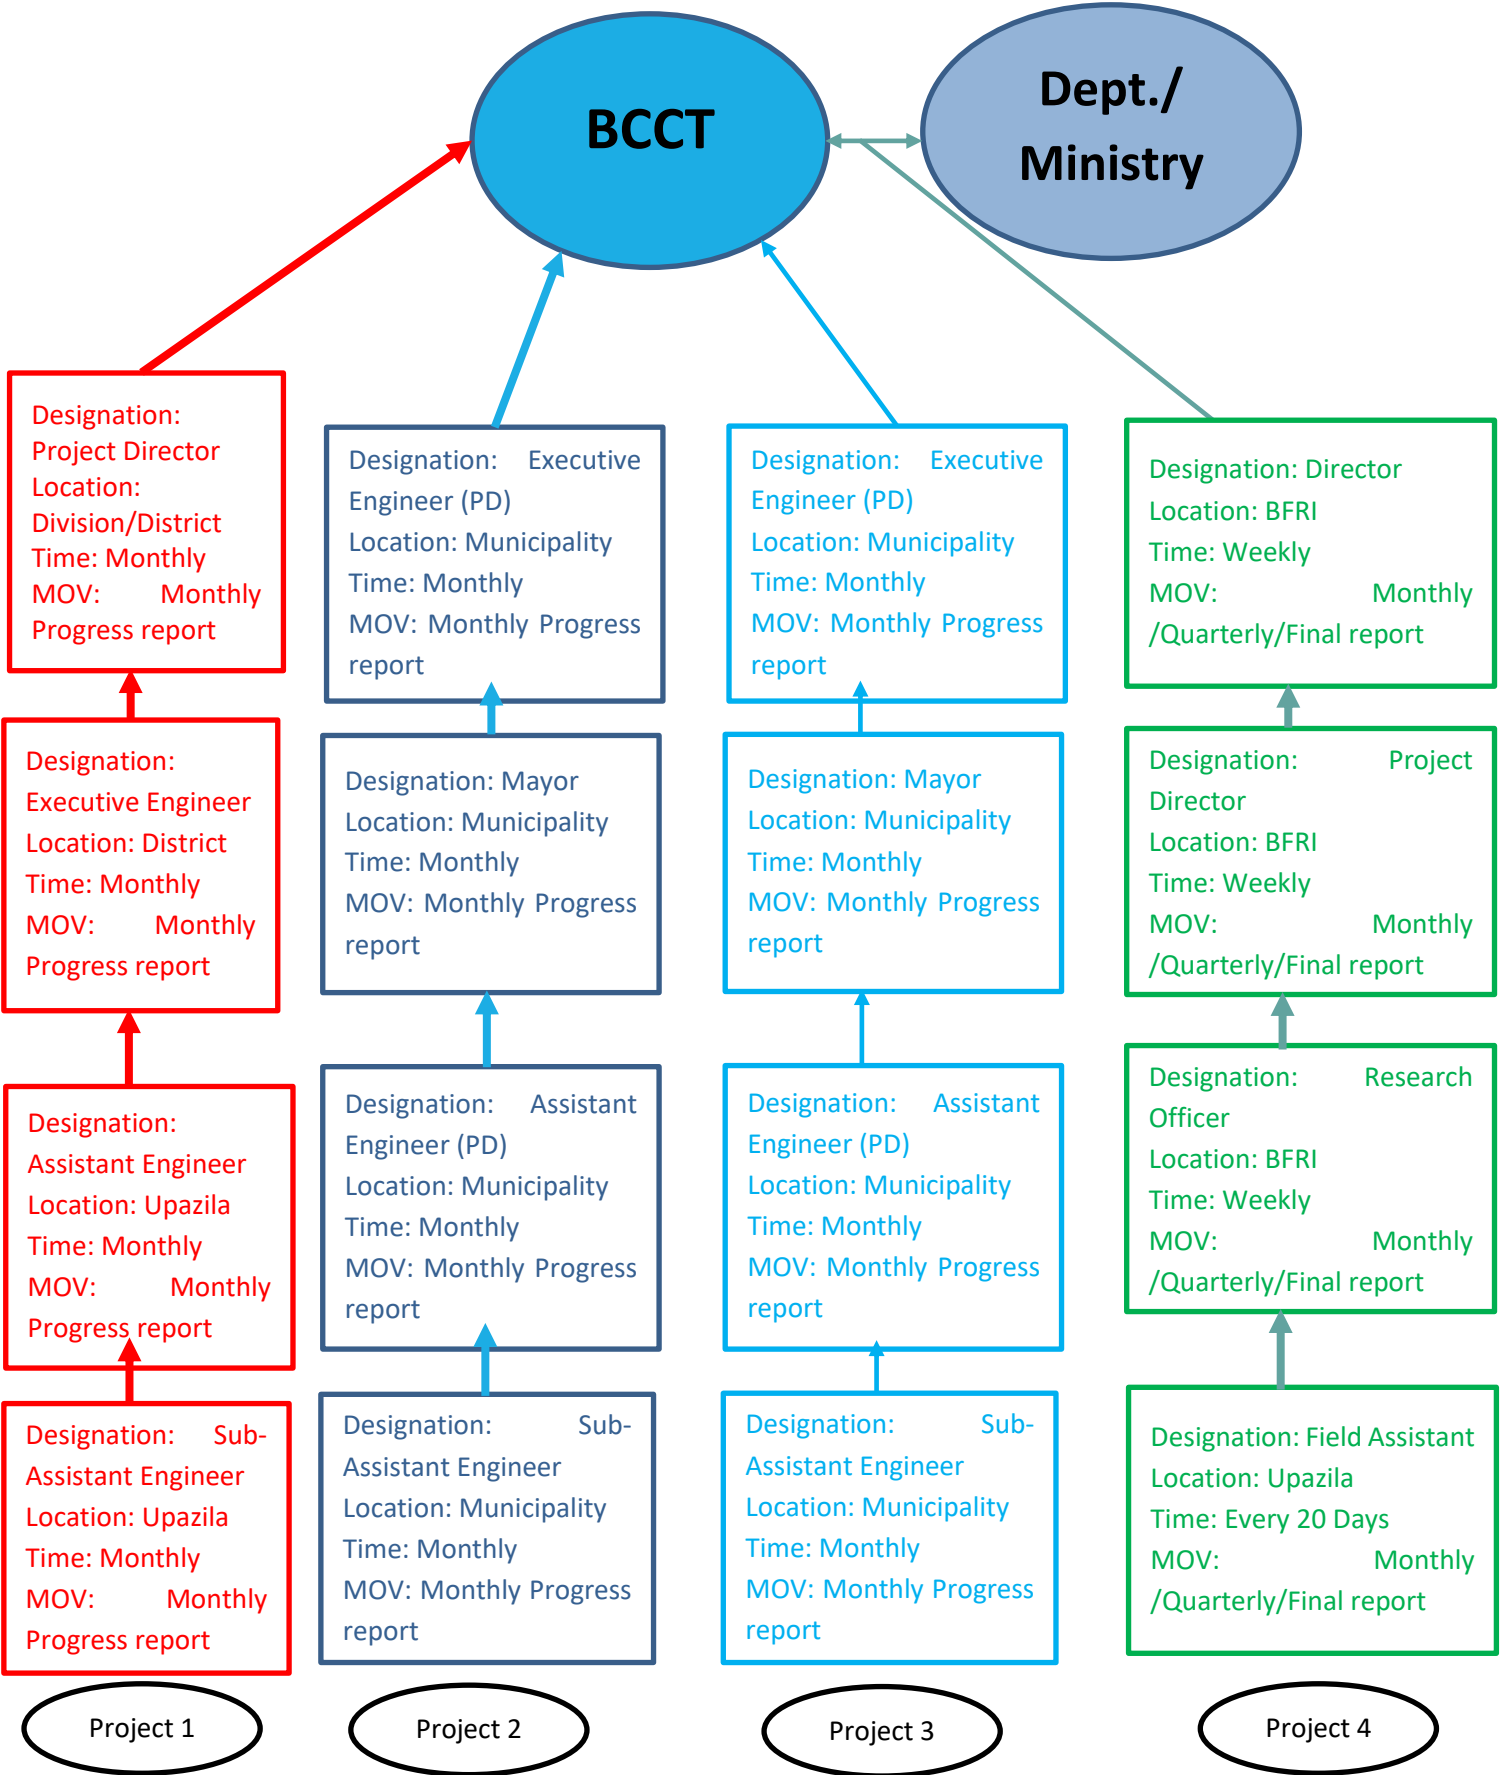 BCCT
Dept./
Ministry
Designation:
Project Director
Location:
Division/District
Time: Monthly
MOV: Monthly
Progress report
Designation: Executive
Engineer (PD)
Location: Municipality
Time: Monthly
MOV: Monthly Progress
report
Designation: Executive
Engineer (PD)
Location: Municipality
Time: Monthly
MOV: Monthly Progress
report
Designation: Director
Location: BFRI
Time: Weekly
MOV: Monthly
/Quarterly/Final report
Designation:
Executive Engineer
Location: District
Time: Monthly
MOV: Monthly
Progress report
Designation: Mayor
Location: Municipality
Time: Monthly
MOV: Monthly Progress
report
Designation: Mayor
Location: Municipality
Time: Monthly
MOV: Monthly Progress
report
Designation: Project
Director
Location: BFRI
Time: Weekly
MOV: Monthly
/Quarterly/Final report
Designation:
Assistant Engineer
Location: Upazila
Time: Monthly
MOV: Monthly
Progress report
Designation: Assistant
Engineer (PD)
Location: Municipality
Time: Monthly
MOV: Monthly Progress
report
Designation: Assistant
Engineer (PD)
Location: Municipality
Time: Monthly
MOV: Monthly Progress
report
Designation: Research
Officer
Location: BFRI
Time: Weekly
MOV: Monthly
/Quarterly/Final report
Designation: Sub-
Assistant Engineer
Location: Upazila
Time: Monthly
MOV: Monthly
Progress report
Designation: Sub-
Assistant Engineer
Location: Municipality
Time: Monthly
MOV: Monthly Progress
report
Designation: Sub-
Assistant Engineer
Location: Municipality
Time: Monthly
MOV: Monthly Progress
report
Designation: Field Assistant
Location: Upazila
Time: Every 20 Days
MOV: Monthly
/Quarterly/Final report
Project 1
Project 2
Project 3
Project 4